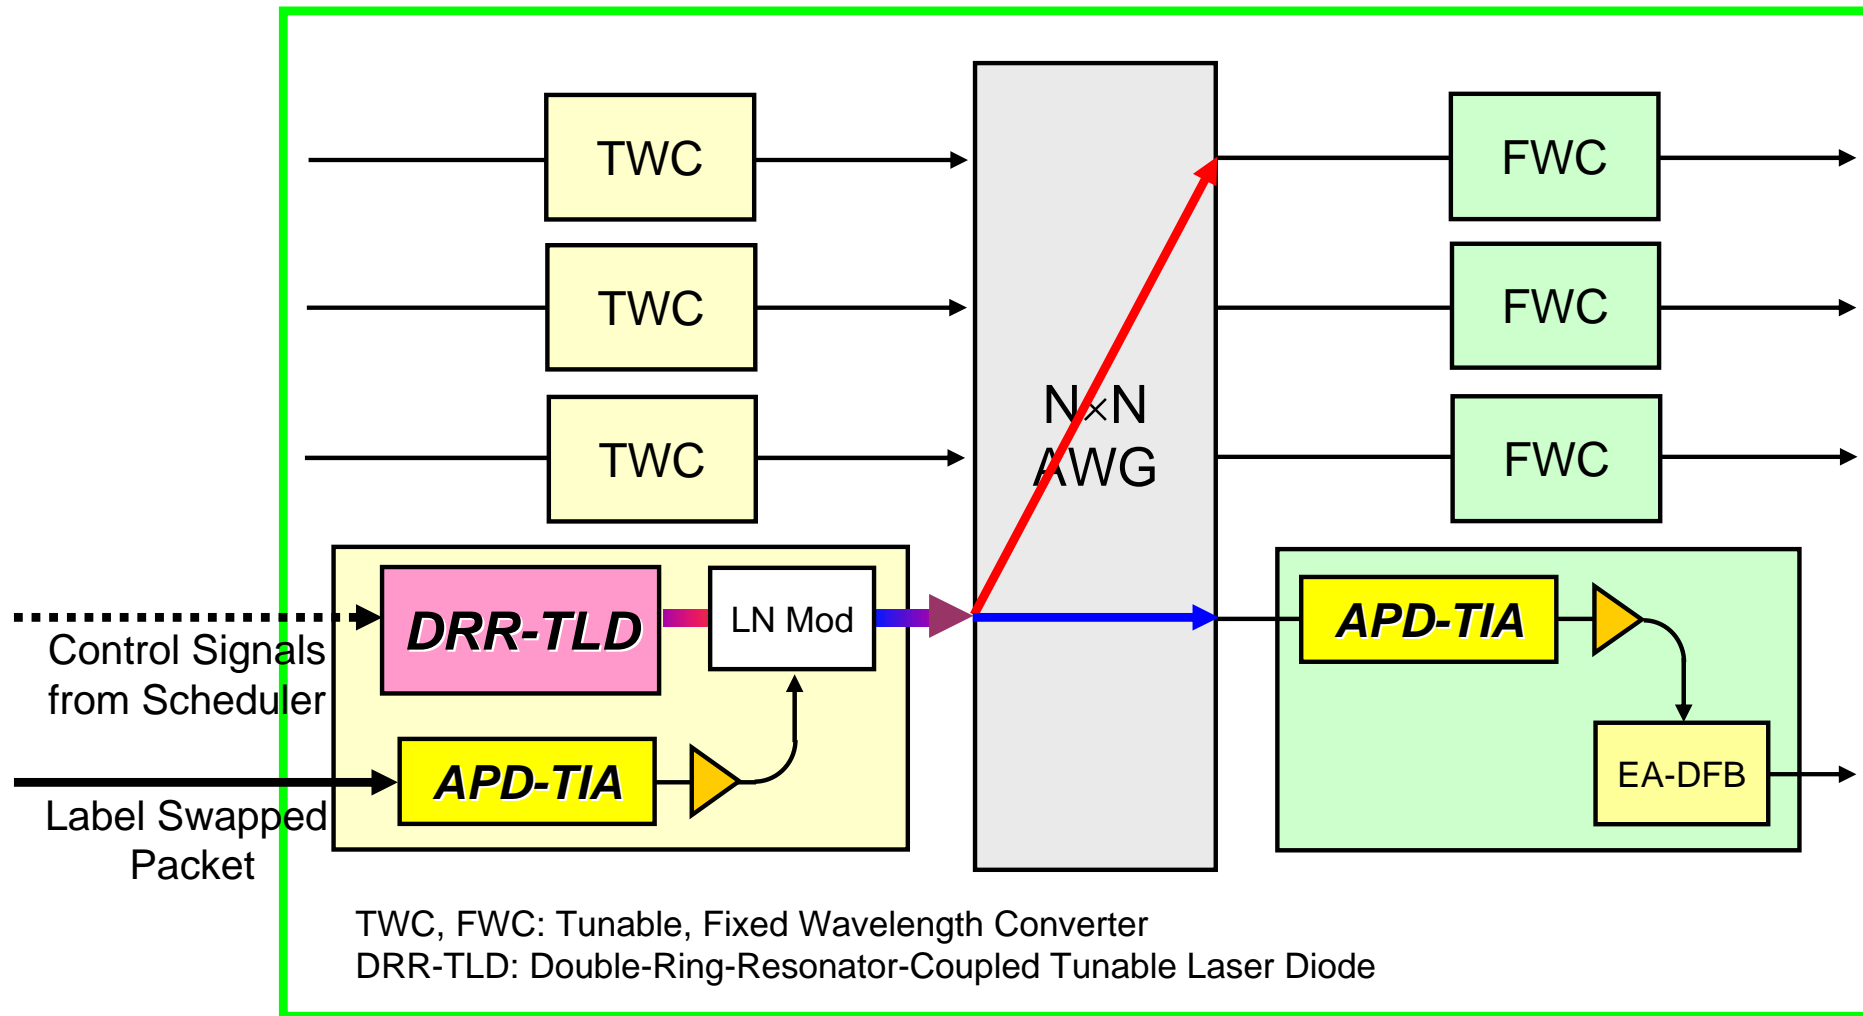 TWC
FWC
TWC
FWC
N×N
AWG
TWC
FWC
DRR-TLD
LN Mod
APD-TIA
Control Signals
from Scheduler
APD-TIA
EA-DFB
Label Swapped
Packet
TWC, FWC: Tunable, Fixed Wavelength Converter
DRR-TLD: Double-Ring-Resonator-Coupled Tunable Laser Diode